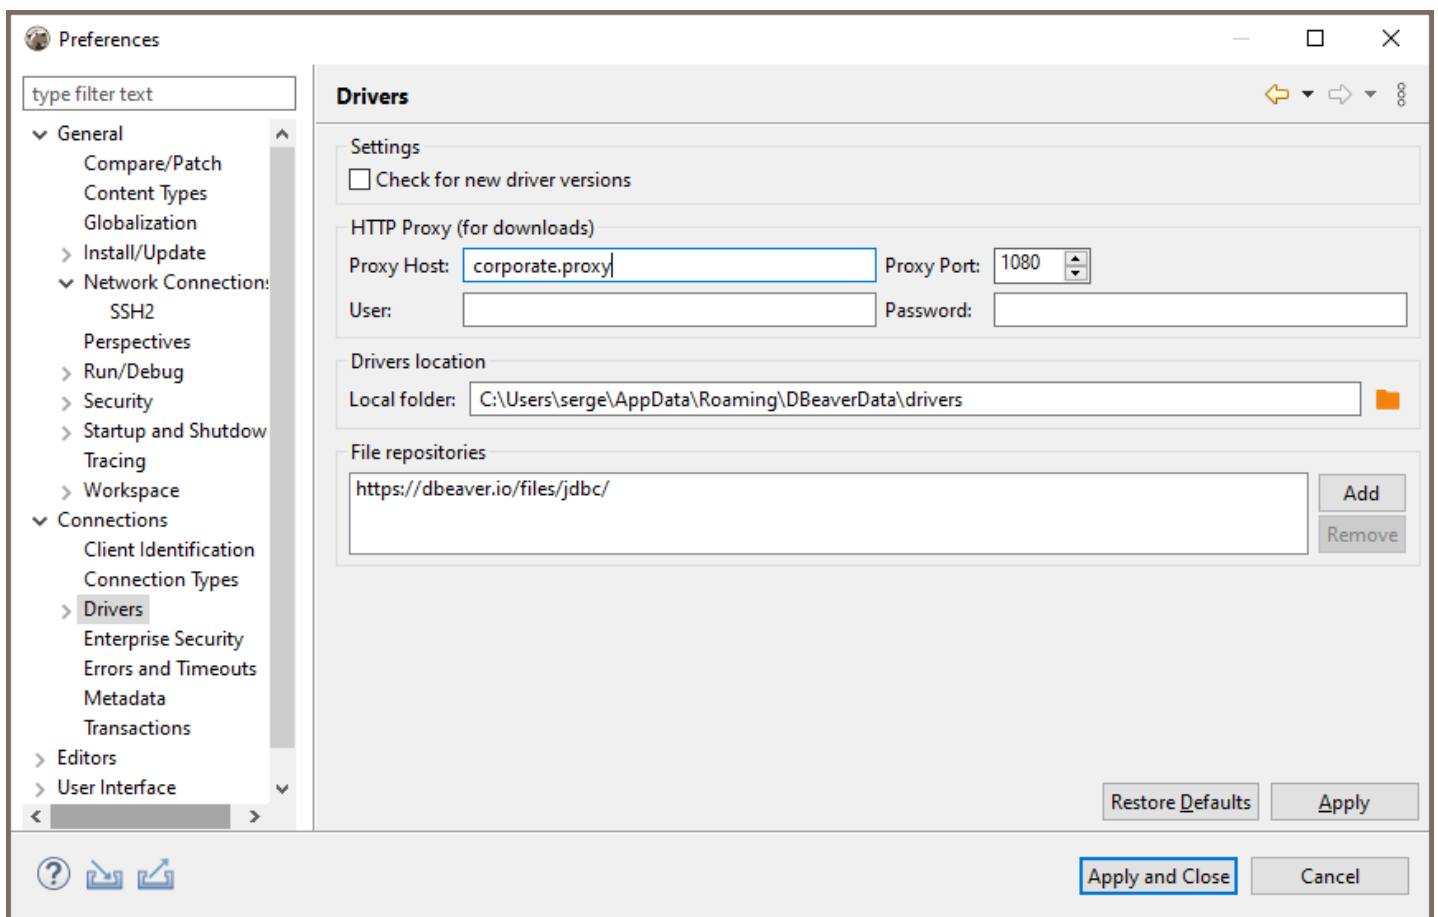 Preferences
type filter text
General
Compare/Patch
Content Types
Globalization
Install/Update
Network Connections
SSH2
Perspectives
Run/Debug
Security
Startup and Shutdow
Tracing
Workspace
Connections
Client Identification
Connection Types
Drivers
Enterprise Security
Errors and Timeouts
Metadata
Transactions
Editors
User Interface
Drivers
Settings
Check for new driver versions
HTTP Proxy (for downloads)
Proxy Host: corporate.proxy Proxy Port: 1080
User: Password:
Drivers location
Local folder: C:\Users\serge\AppData\Roaming\DBeaverData\drivers
File repositories
https://dbeaver.io/files/jdbc/
Add
Remove
Restore Defaults Apply
Apply and Close Cancel